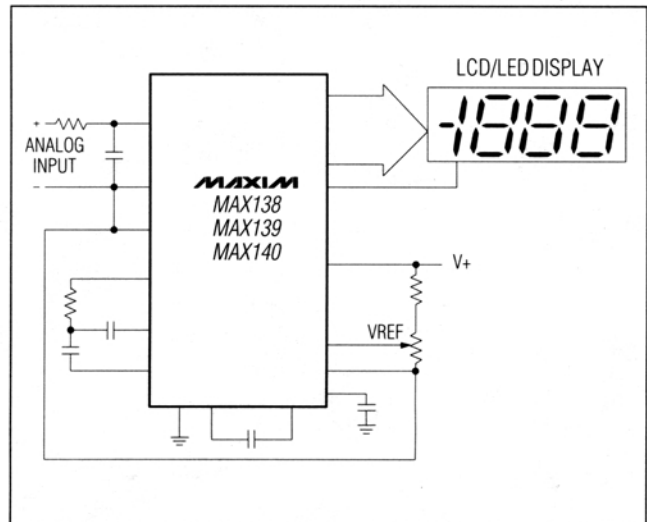 LCD/LED DISPLAY
-1888
+
ANALOG
INPUT
-
MAXIM
MAX138
MAX139
MAX140
V+
VREF